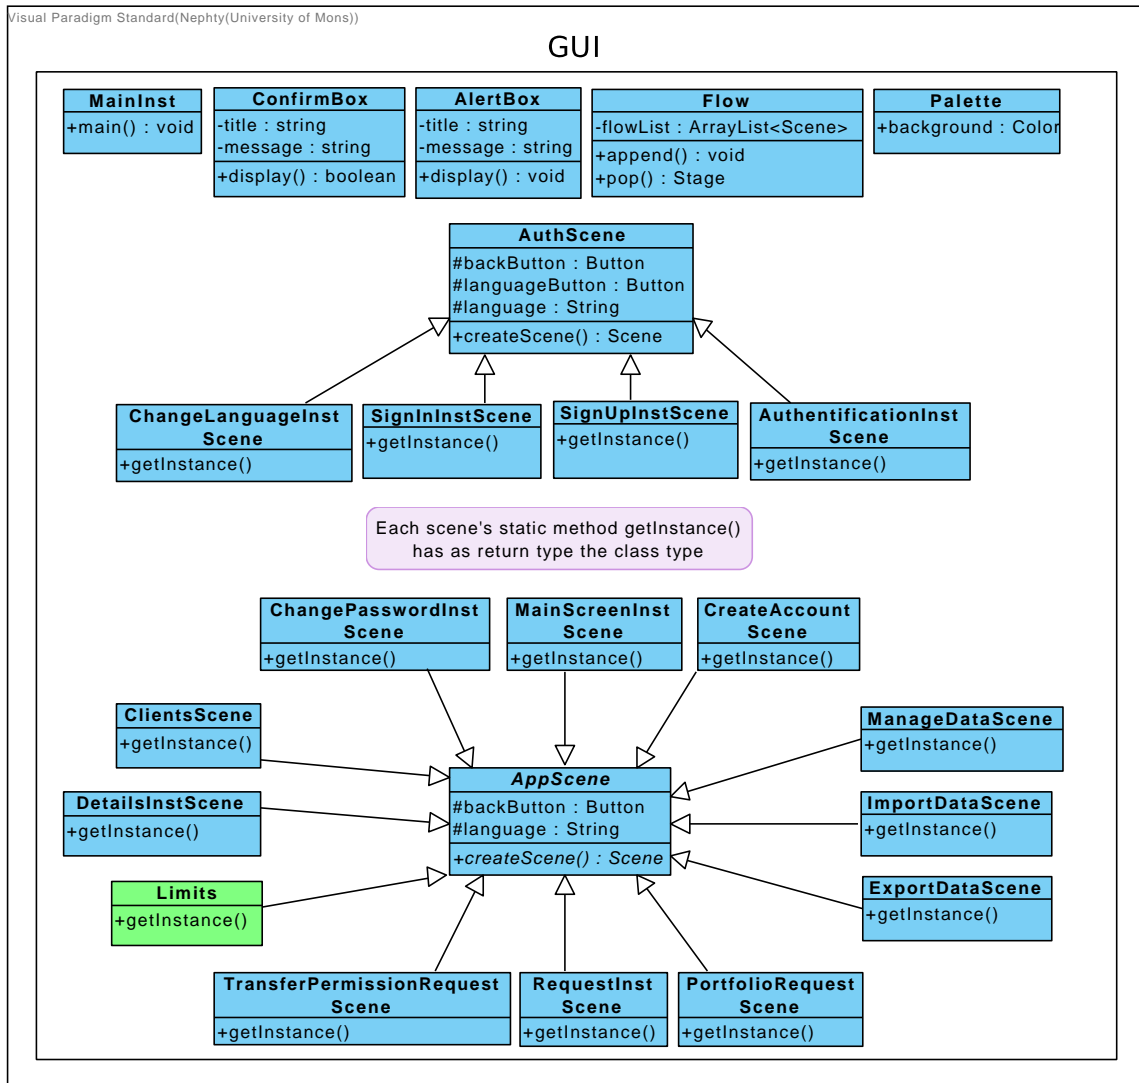 Visual Paradigm Standard(Nephty(University of Mons))
GUI
MainInst
+main() : void
ConfirmBox
-title : string
-message : string
+display() : boolean
AlertBox
-title : string
-message : string
+display() : void
Flow
-flowList : ArrayList<Scene>
+append() : void
+pop() : Stage
Palette
+background : Color
AuthScene
#backButton : Button
#languageButton : Button
#language : String
+createScene() : Scene
ChangeLanguageInst
Scene
+getInstance()
SignInInstScene
+getInstance()
SignUpInstScene
+getInstance()
AuthentificationInst
Scene
+getInstance()
Each scene's static method getInstance()
has as return type the class type
ChangePasswordInst
Scene
+getInstance()
MainScreenInst
Scene
+getInstance()
CreateAccount
Scene
+getInstance()
ClientsScene
+getInstance()
ManageDataScene
+getInstance()
AppScene
#backButton : Button
#language : String
+createScene() : Scene
DetailsInstScene
+getInstance()
ImportDataScene
+getInstance()
Limits
+getInstance()
ExportDataScene
+getInstance()
TransferPermissionRequest
Scene
+getInstance()
RequestInst
Scene
+getInstance()
PortfolioRequest
Scene
+getInstance()